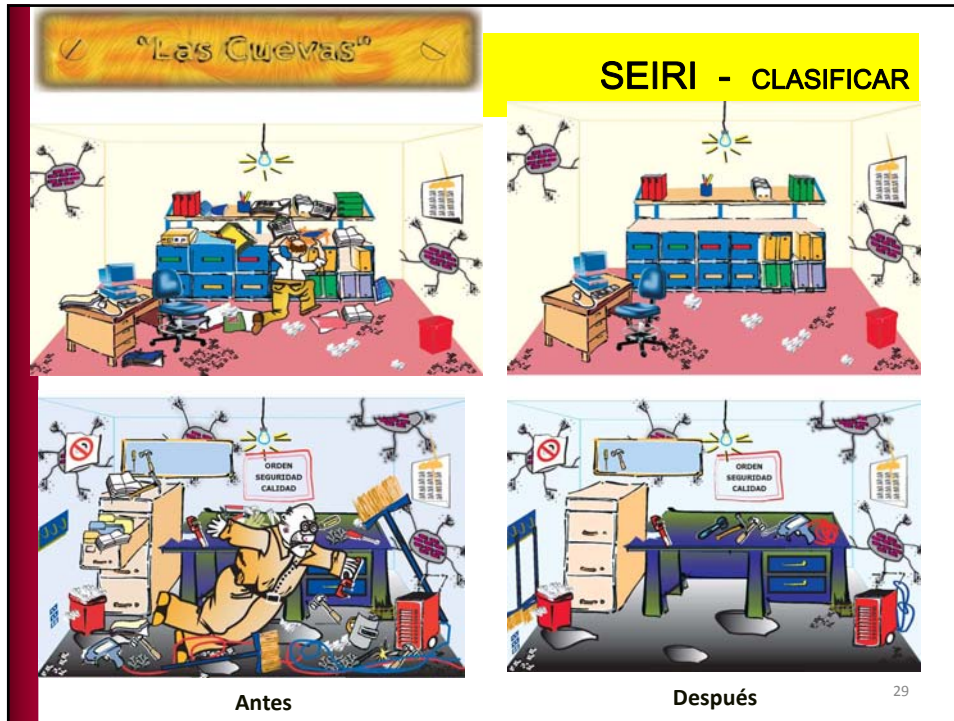 "Las Cuevas"
SEIRI - CLASIFICAR
ORDEN
SEGURIDAD
CALIDAD
ORDEN
SEGURIDAD
CALIDAD
Antes
Después
29